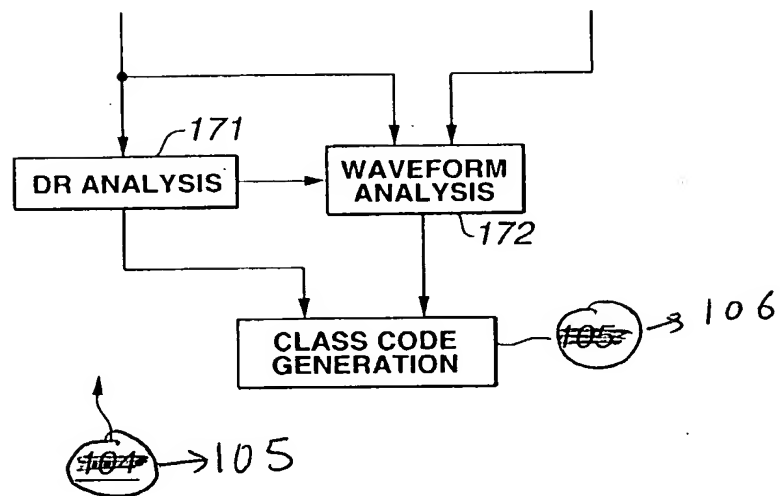 171
DR ANALYSIS
WAVEFORM
ANALYSIS
172
CLASS CODE
GENERATION
105 106
104 105